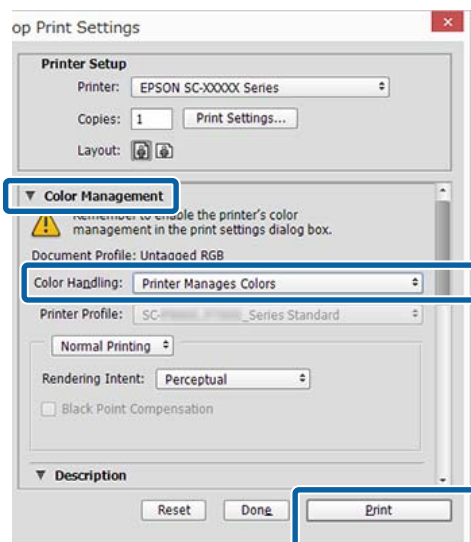 op Print Settings
Printer Setup
Printer: EPSON SC-XXXXX Series
Copies: 1 Print Settings...
Layout:
Color Management
Remember to enable the printer's color
management in the print settings dialog box.
Document Profile: Untagged RGB
Color Handling: Printer Manages Colors
Printer Profile: SC- _Series Standard
Normal Printing
Rendering Intent: Perceptual
Black Point Compensation
Description
Reset Done Print